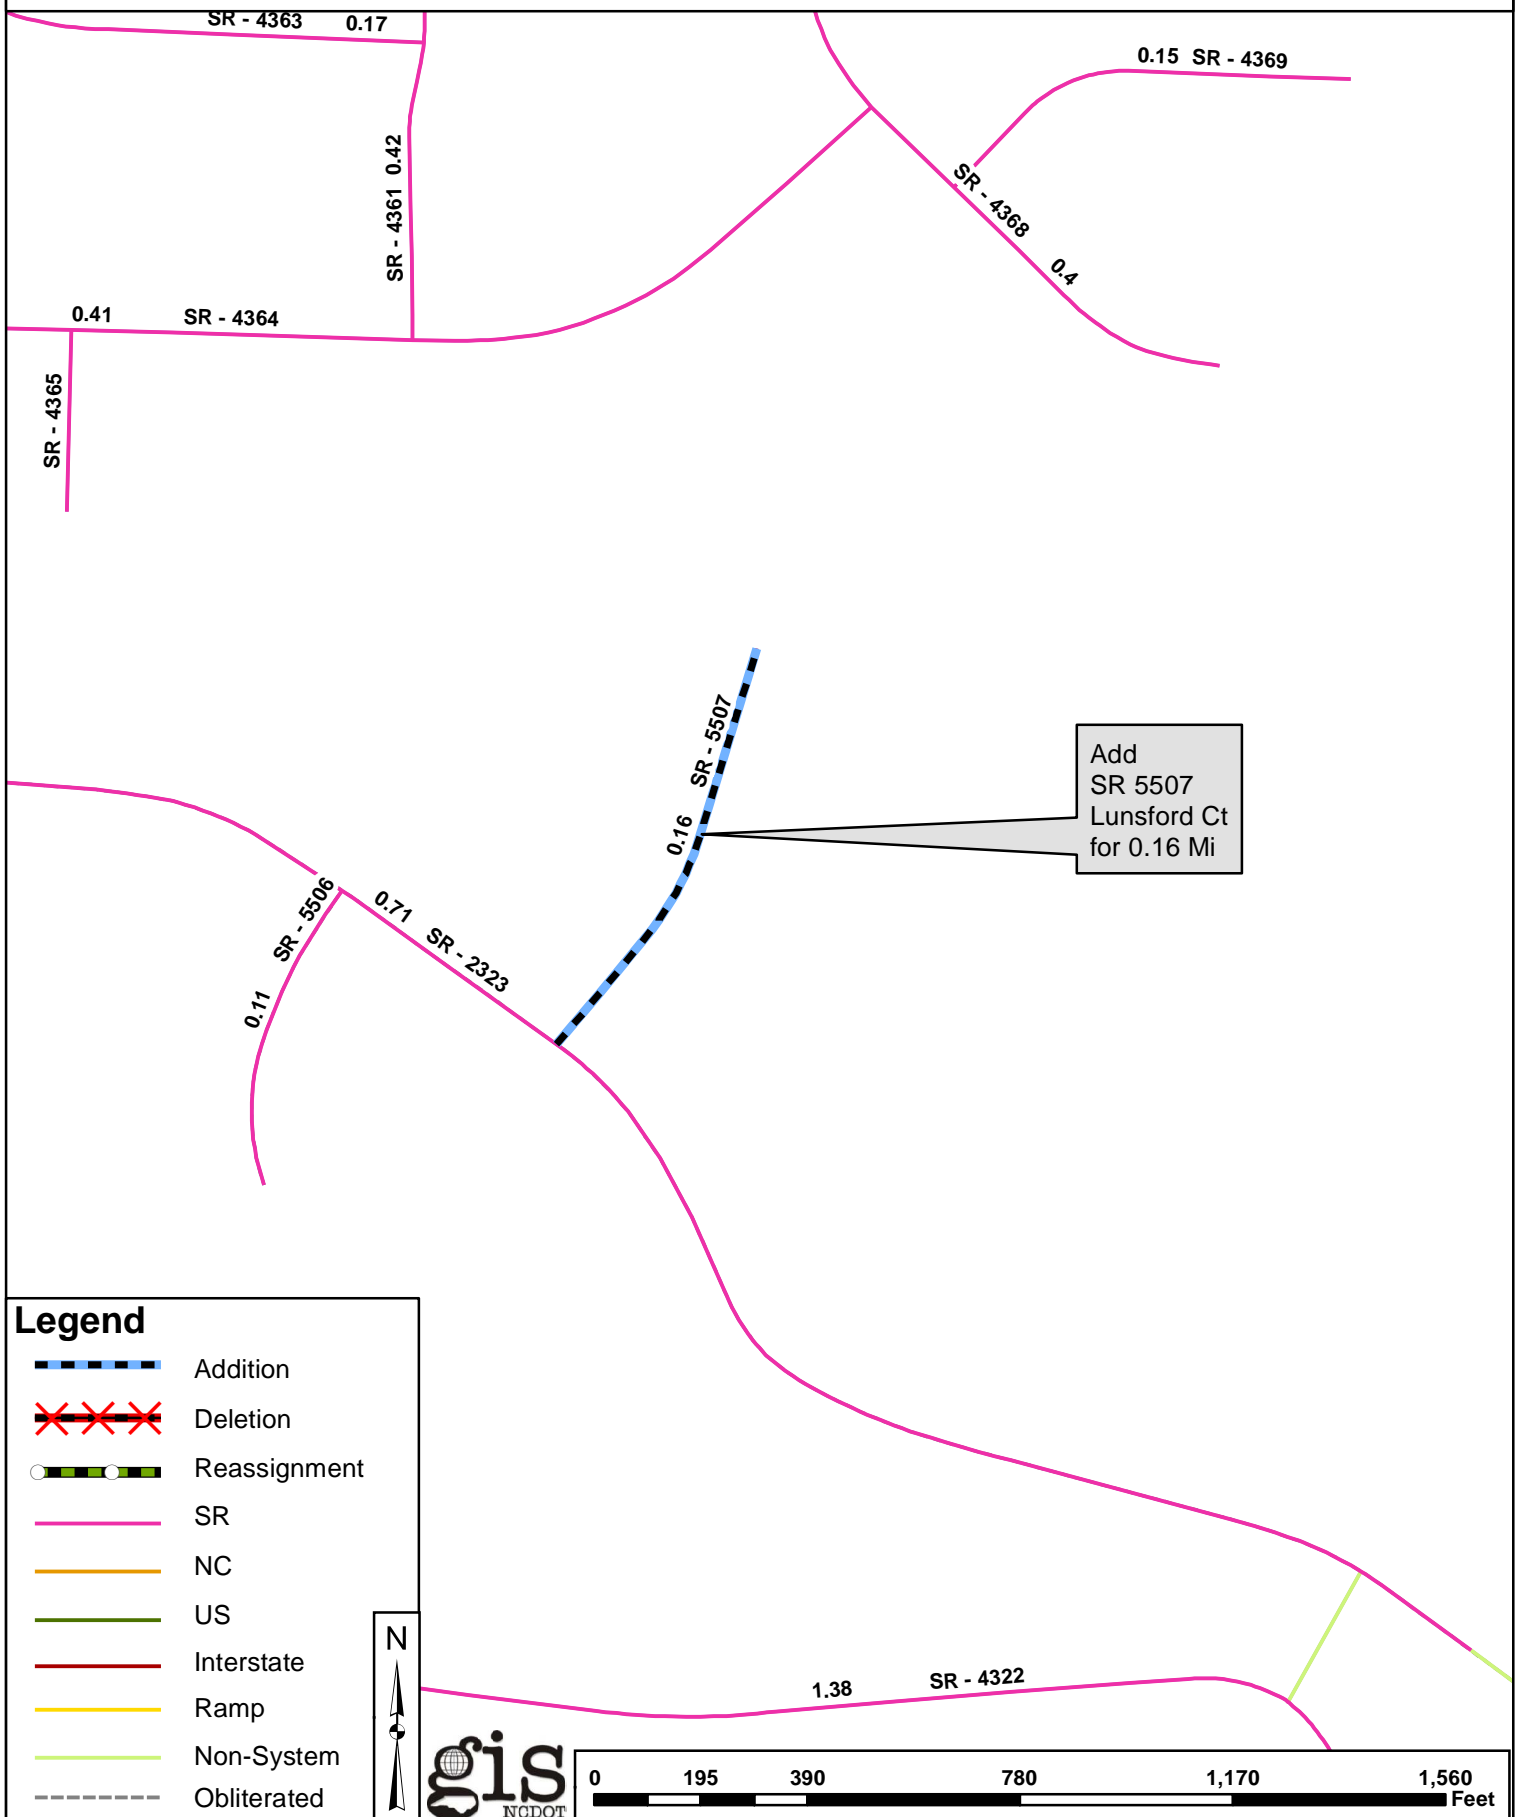 SR - 4363 0.17
0.15 SR - 4369
SR - 4361 0.42
SR - 4368 0.4
0.41 SR - 4364
SR - 4365
SR - 5507
0.16
Add
SR 5507
Lunsford Ct
for 0.16 Mi
SR - 5506
0.11
0.71 SR - 2323
Legend
Addition
Deletion
Reassignment
SR
NC
US
Interstate
Ramp
Non-System
Obliterated
N
1.38 SR - 4322
gis
NCDOT
0 195 390 780 1,170 1,560
Feet